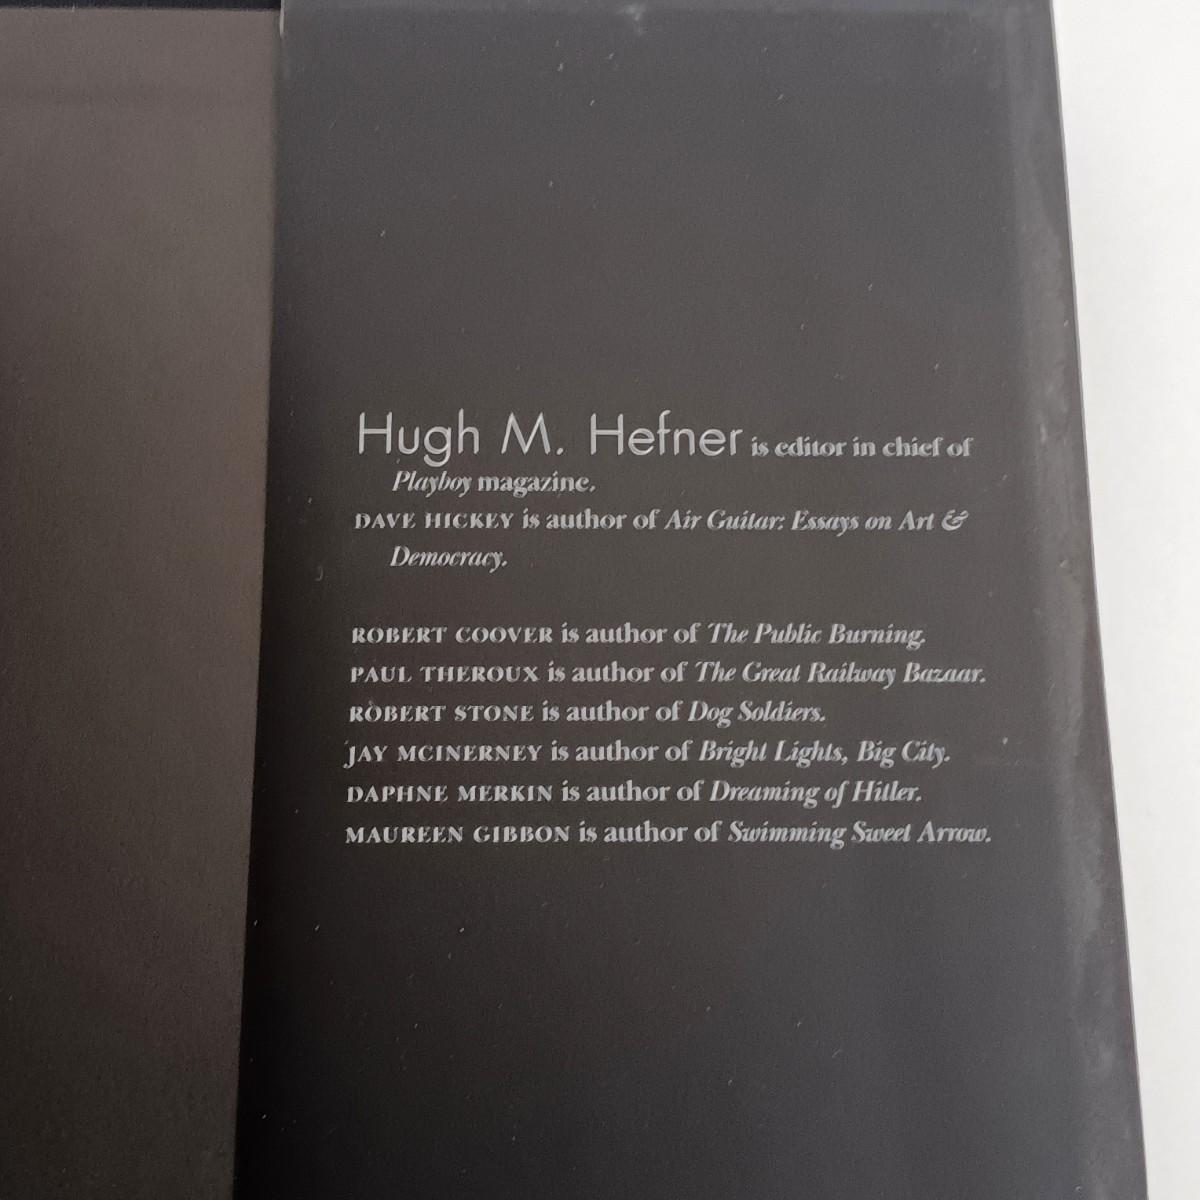 Hugh M. Hefner is editor in chief of
Playboy magazine.
DAVE HICKEY is author of Air Guitar: Essays on Art &
Democracy.
ROBERT COOVER is author of The Public Burning.
PAUL THEROUX is author of The Great Railway Bazaar.
ROBERT STONE is author of Dog Soldiers.
JAY MCINERNEY is author of Bright Lights, Big City.
DAPHNE MERKIN is author of Dreaming of Hitler.
MAUREEN GIBBON is author of Swimming Sweet Arrow.